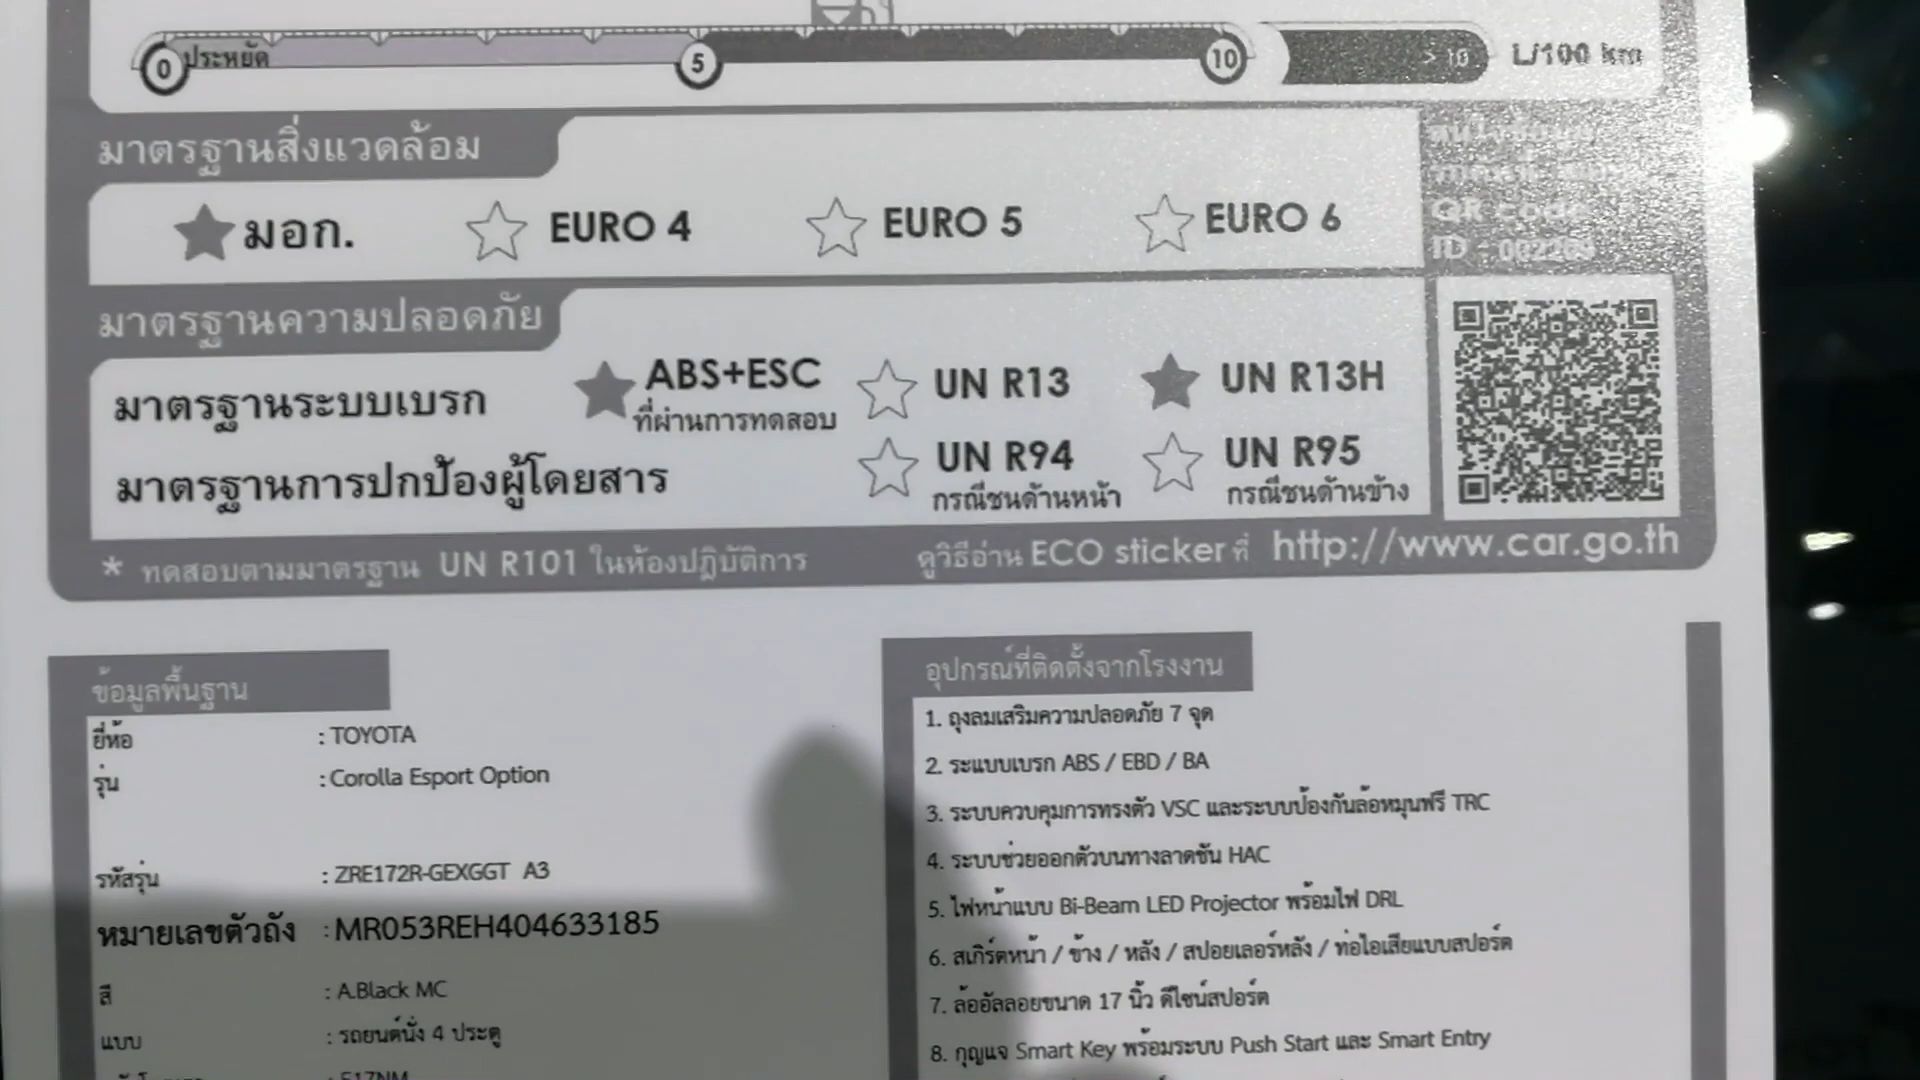 0 ประหยัด 5 10 > 10 L/100 km
มาตรฐานสิ่งแวดล้อม
มอก. EURO 4 EURO 5 EURO 6
QR code
ID - 002209
มาตรฐานความปลอดภัย
มาตรฐานระบบเบรก ABS+ESC UN R13 UN R13H
ที่ผ่านการทดสอบ
มาตรฐานการปกป้องผู้โดยสาร UN R94 UN R95
กรณีชนด้านหน้า กรณีชนด้านข้าง
* ทดสอบตามมาตรฐาน UN R101 ในห้องปฏิบัติการ ดูวิธีอ่าน ECO sticker ที่ http://www.car.go.th
ข้อมูลพื้นฐาน
ยี่ห้อ : TOYOTA
รุ่น : Corolla Esport Option
รหัสรุ่น : ZRE172R-GEXGGT A3
หมายเลขตัวถัง : MR053REH404633185
สี : A.Black MC
แบบ : รถยนต์นั่ง 4 ประตู
อุปกรณ์ที่ติดตั้งจากโรงงาน
1. ถุงลมเสริมความปลอดภัย 7 จุด
2. ระแบบเบรก ABS / EBD / BA
3. ระบบควบคุมการทรงตัว VSC และระบบป้องกันล้อหมุนฟรี TRC
4. ระบบช่วยออกตัวบนทางลาดชัน HAC
5. ไฟหน้าแบบ Bi-Beam LED Projector พร้อมไฟ DRL
6. สเกิร์ตหน้า / ข้าง / หลัง / สปอยเลอร์หลัง / ท่อไอเสียแบบสปอร์ต
7. ล้ออัลลอยขนาด 17 นิ้ว ดีไซน์สปอร์ต
8. กุญแจ Smart Key พร้อมระบบ Push Start และ Smart Entry